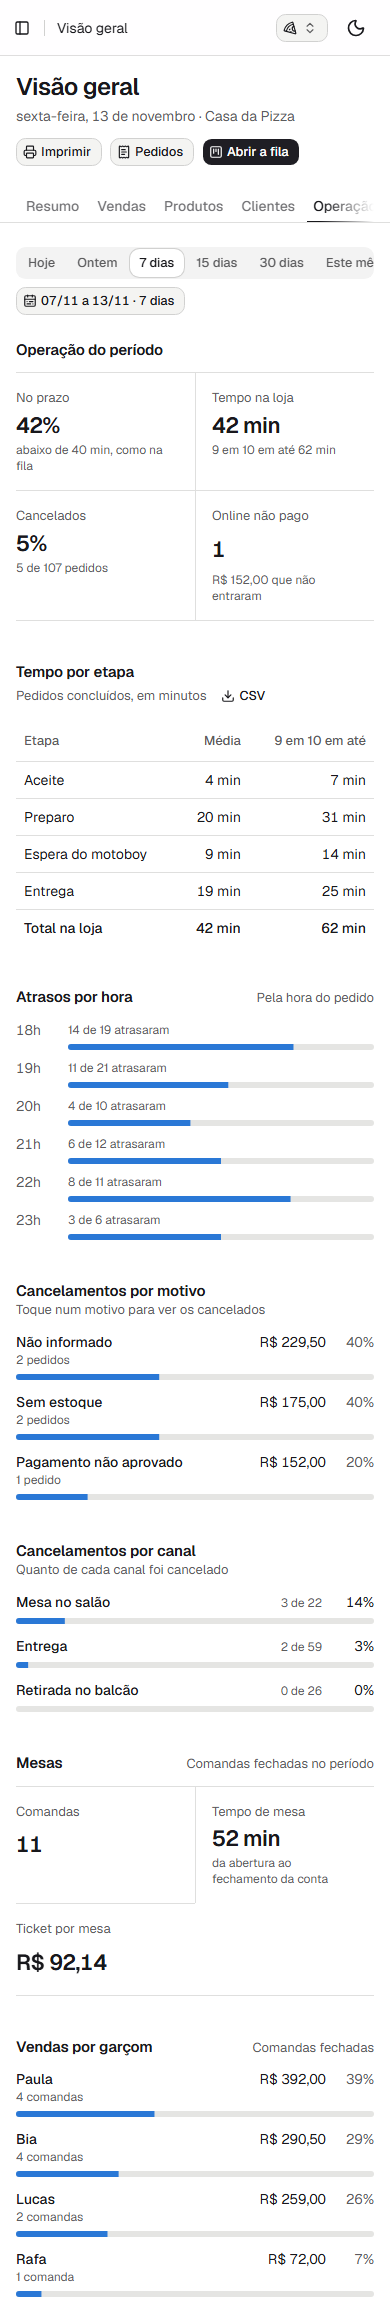 Visão geral
Visão geral
sexta-feira, 13 de novembro · Casa da Pizza
Imprimir Pedidos Abrir a fila
Resumo Vendas Produtos Clientes Operaçã
Hoje Ontem 7 dias 15 dias 30 dias Este mê
07/11 a 13/11 · 7 dias
Operação do período
No prazo
42%
abaixo de 40 min, como na
fila
Tempo na loja
42 min
9 em 10 em até 62 min
Cancelados
5%
5 de 107 pedidos
Online não pago
1
R$ 152,00 que não
entraram
Tempo por etapa
Pedidos concluídos, em minutos CSV
Etapa Média 9 em 10 em até
Aceite 4 min 7 min
Preparo 20 min 31 min
Espera do motoboy 9 min 14 min
Entrega 19 min 25 min
Total na loja 42 min 62 min
Atrasos por hora Pela hora do pedido
18h 14 de 19 atrasaram
19h 11 de 21 atrasaram
20h 4 de 10 atrasaram
21h 6 de 12 atrasaram
22h 8 de 11 atrasaram
23h 3 de 6 atrasaram
Cancelamentos por motivo
Toque num motivo para ver os cancelados
Não informado R$ 229,50 40%
2 pedidos
Sem estoque R$ 175,00 40%
2 pedidos
Pagamento não aprovado R$ 152,00 20%
1 pedido
Cancelamentos por canal
Quanto de cada canal foi cancelado
Mesa no salão 3 de 22 14%
Entrega 2 de 59 3%
Retirada no balcão 0 de 26 0%
Mesas Comandas fechadas no período
Comandas
11
Tempo de mesa
52 min
da abertura ao
fechamento da conta
Ticket por mesa
R$ 92,14
Vendas por garçom Comandas fechadas
Paula R$ 392,00 39%
4 comandas
Bia R$ 290,50 29%
4 comandas
Lucas R$ 259,00 26%
2 comandas
Rafa R$ 72,00 7%
1 comanda